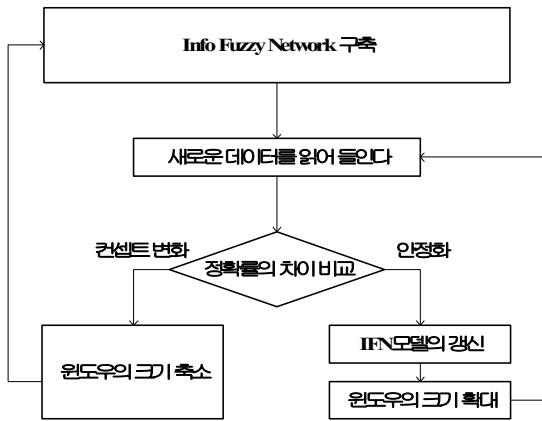 Info Fuzzy Network 구축
새로운 데이터를 읽어 들인다
컨셉트 변화
안정화
정확률의 차이 비교
IFN모델의 갱신
윈도우의 크기 축소
윈도우의 크기 확대